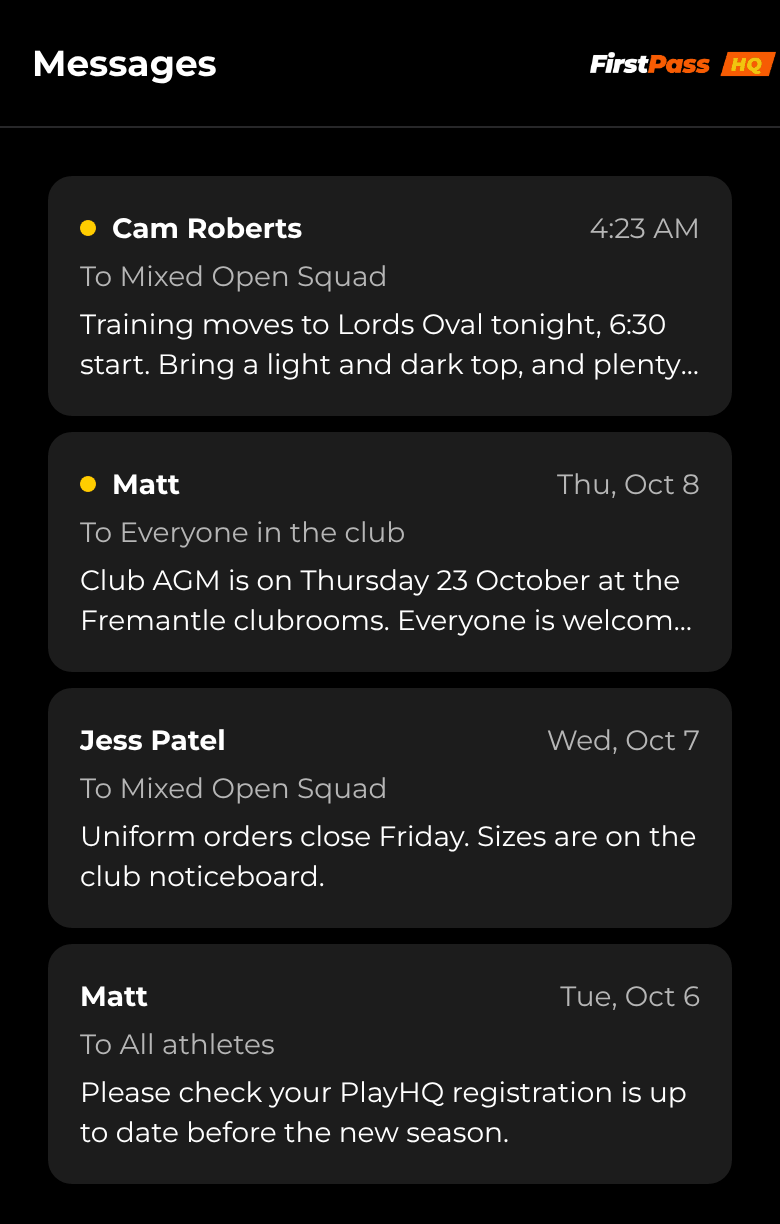 Messages
FirstPass HQ
Cam Roberts
4:23 AM
To Mixed Open Squad
Training moves to Lords Oval tonight, 6:30
start. Bring a light and dark top, and plenty...
Matt
Thu, Oct 8
To Everyone in the club
Club AGM is on Thursday 23 October at the
Fremantle clubrooms. Everyone is welcom...
Jess Patel
Wed, Oct 7
To Mixed Open Squad
Uniform orders close Friday. Sizes are on the
club noticeboard.
Matt
Tue, Oct 6
To All athletes
Please check your PlayHQ registration is up
to date before the new season.